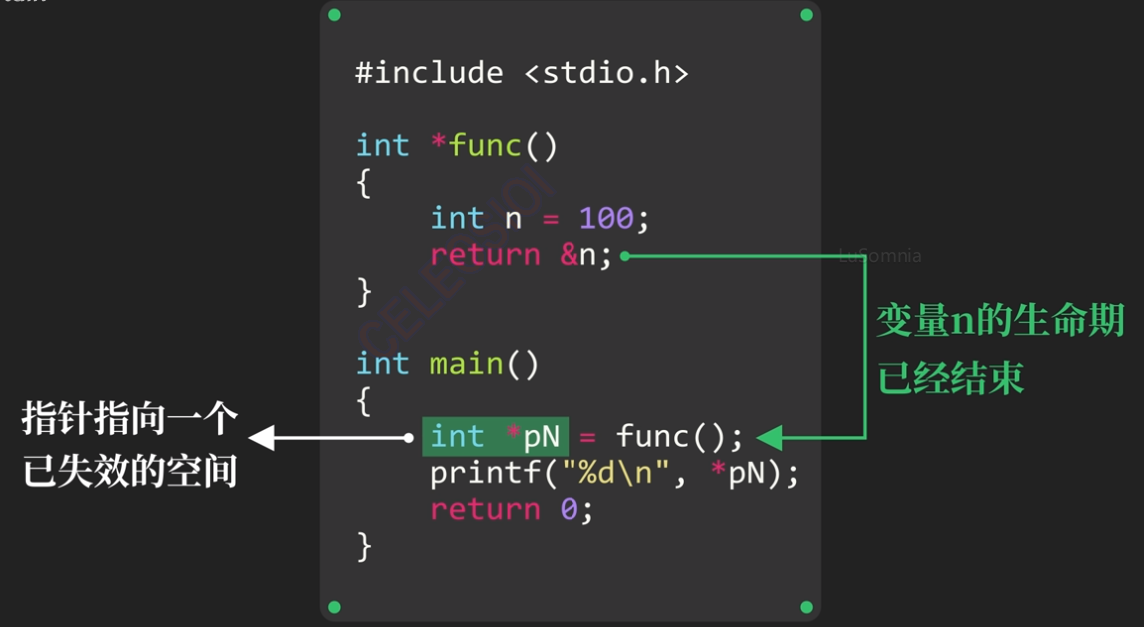 #include <stdio.h>
int *func()
{
int n = 100;
return &n;
}
LuSomnia
变量n的生命期
已经结束
int main()
{
指针指向一个
已失效的空间
int *pN = func();
printf("%d\n", *pN);
return 0;
}